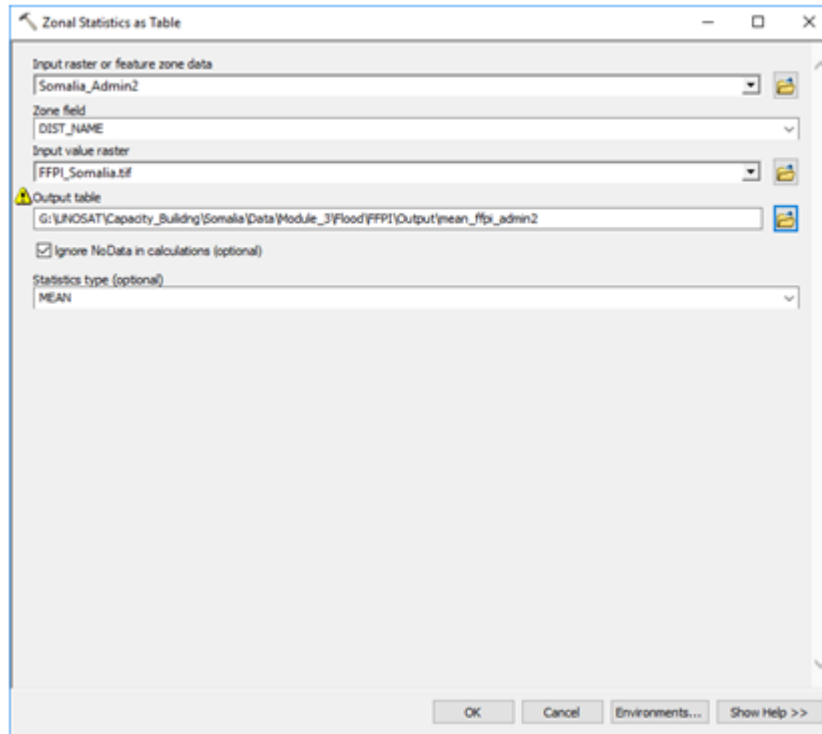 Zonal Statistics as Table
Input raster or feature zone data
Somalia_Admin2
Zone field
DIST_NAME
Input value raster
FFPI_Somalia.tif
Output table
G:\UNOSAT\Capacity_Builidng\Somalia\Data\Module_3\Flood\FFPI\Output\mean_ffpi_admin2
Ignore NoData in calculations (optional)
Statistics type (optional)
MEAN
OK Cancel Environments... Show Help >>